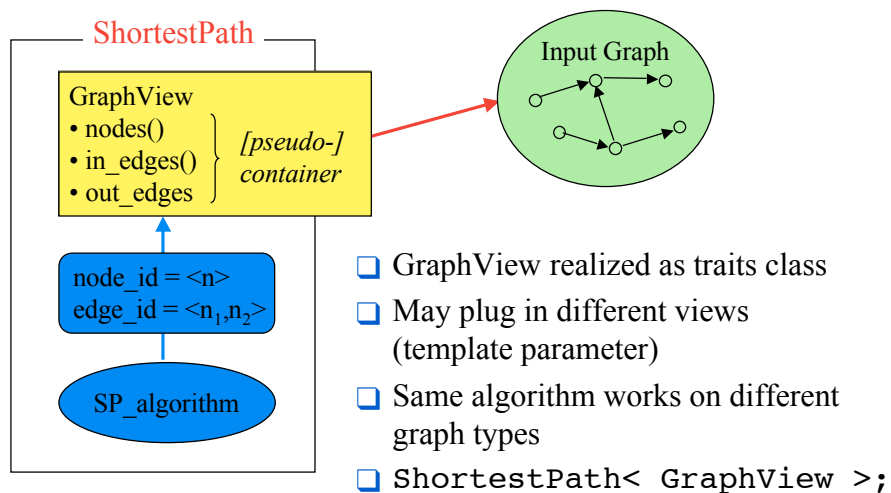 ShortestPath
GraphView
• nodes()
• in_edges()
• out_edges
[pseudo-]
container
Input Graph
node_id = <n>
edge_id = <n₁,n₂>
SP_algorithm
❑ GraphView realized as traits class
❑ May plug in different views
(template parameter)
❑ Same algorithm works on different
graph types
❑ ShortestPath< GraphView >;